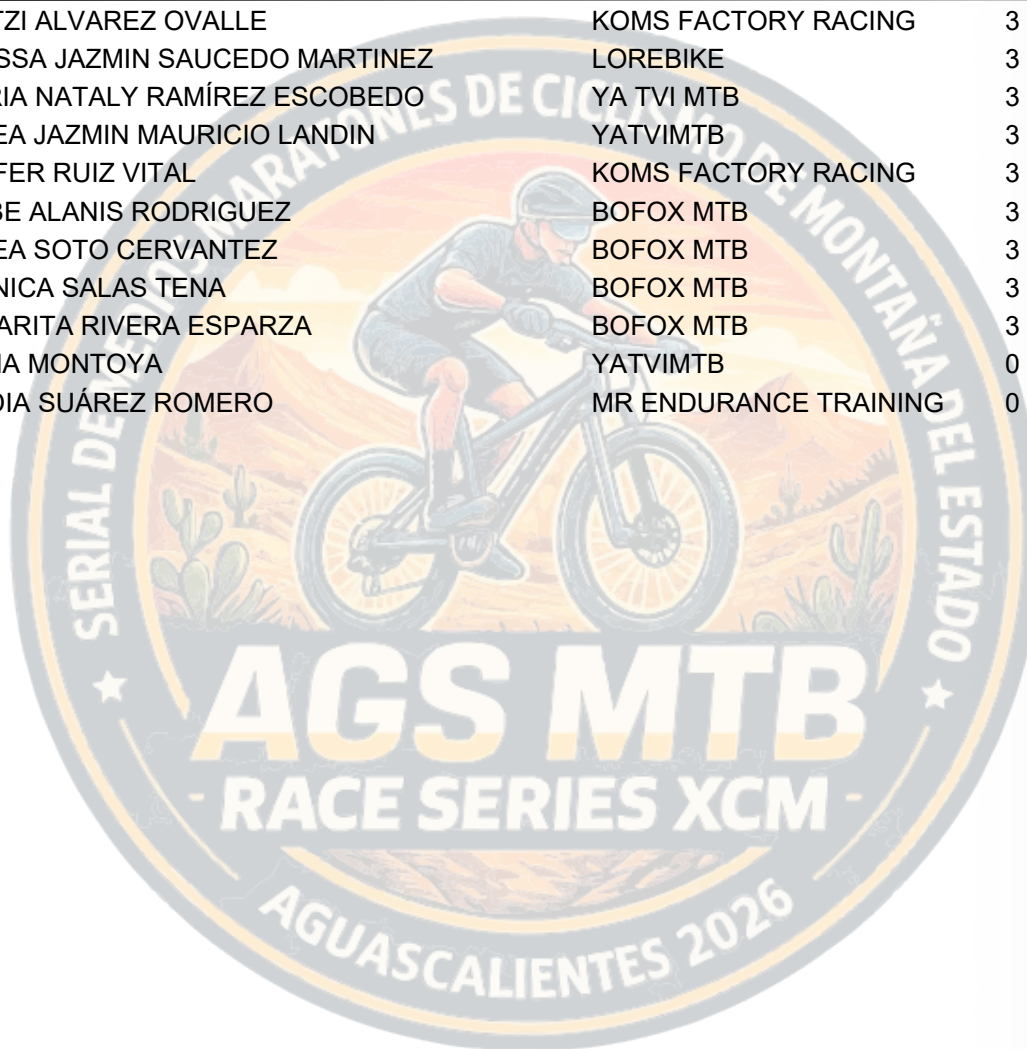 TZI ALVAREZ OVALLE KOMS FACTORY RACING 3
SSA JAZMIN SAUCEDO MARTINEZ LOREBIKE 3
RIA NATALY RAMÍREZ ESCOBEDO YA TVI MTB 3
EA JAZMIN MAURICIO LANDIN YATVIMTB 3
FER RUIZ VITAL KOMS FACTORY RACING 3
BE ALANIS RODRIGUEZ BOFOX MTB 3
EA SOTO CERVANTEZ BOFOX MTB 3
NICA SALAS TENA BOFOX MTB 3
ARITA RIVERA ESPARZA BOFOX MTB 3
NA MONTOYA YATVIMTB 0
DIA SUÁREZ ROMERO MR ENDURANCE TRAINING 0
SERIAL DE MEDIOS MARATONES DE CICLISMO DE MONTAÑA DEL ESTADO
AGS MTB
- RACE SERIES XCM -
AGUASCALIENTES 2026